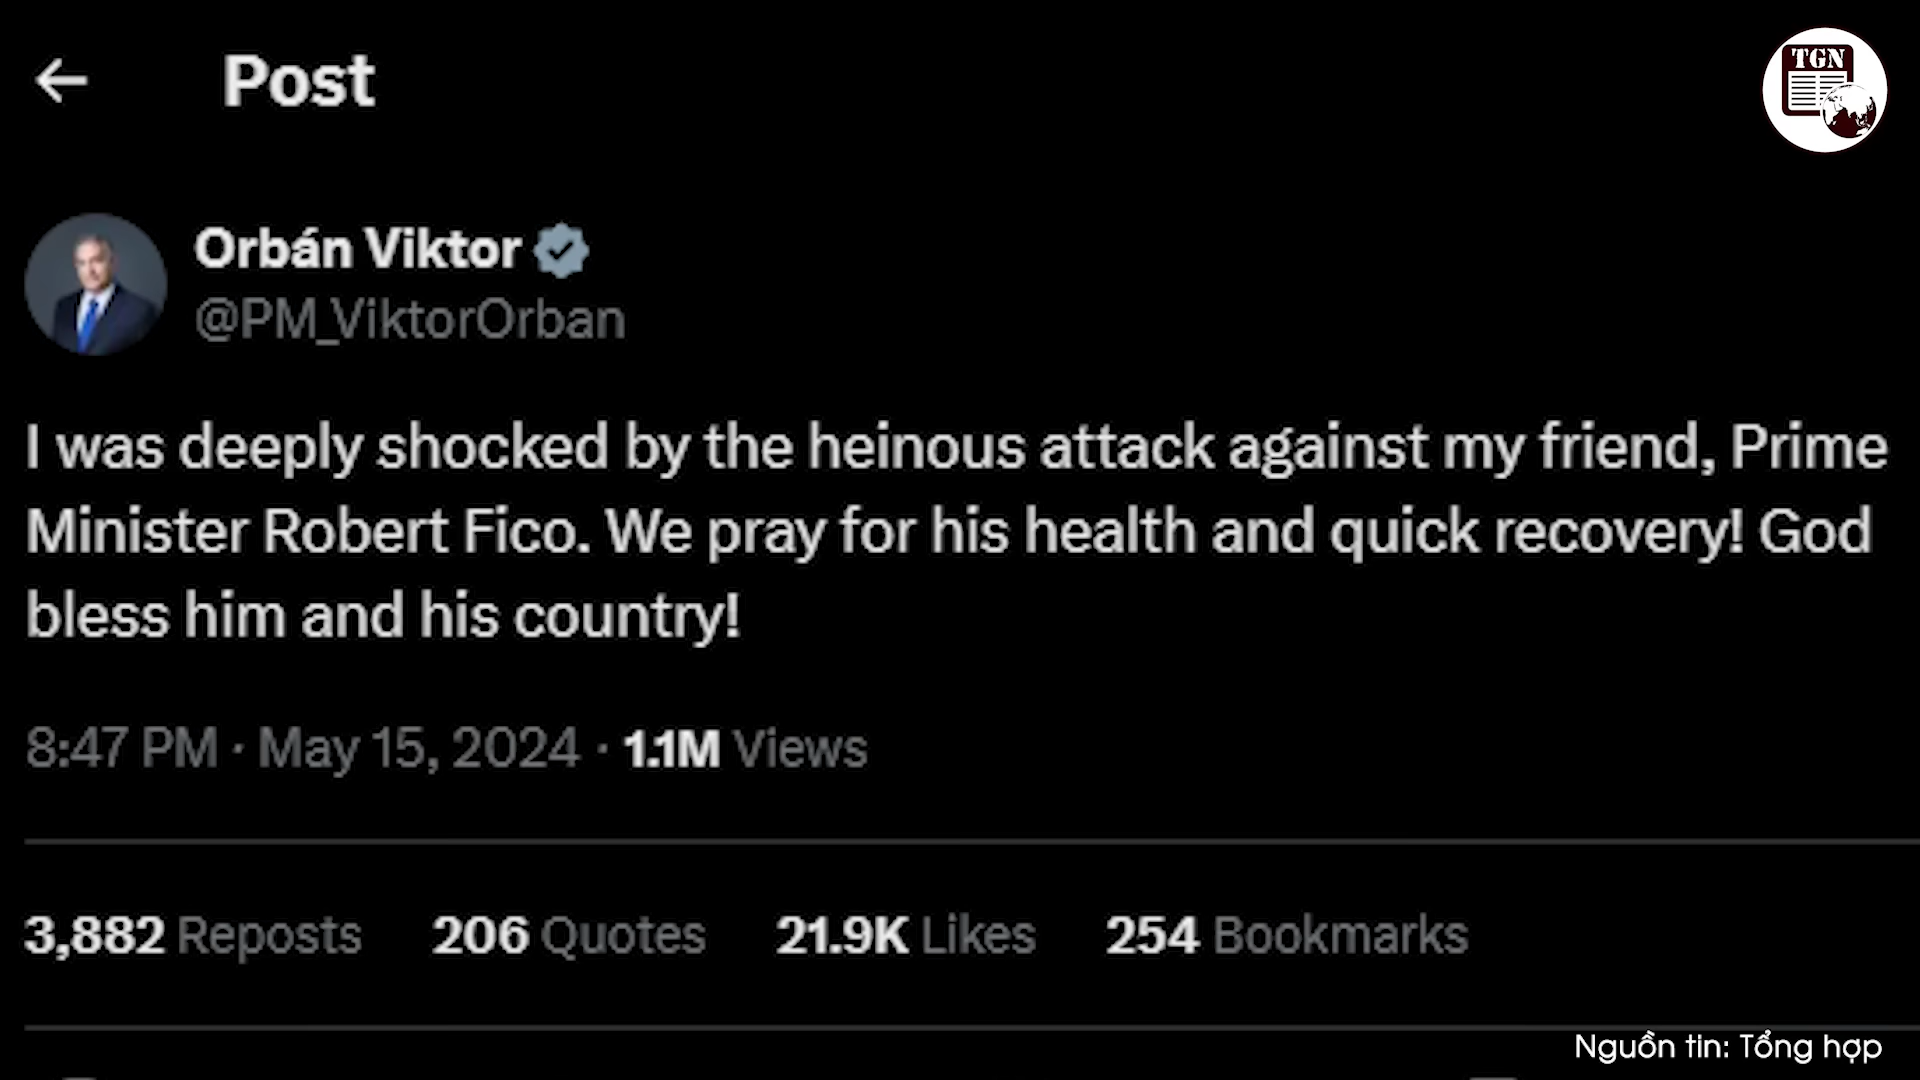 Post
TGN
Orbán Viktor
@PM_ViktorOrban
I was deeply shocked by the heinous attack against my friend, Prime
Minister Robert Fico. We pray for his health and quick recovery! God
bless him and his country!
8:47 PM · May 15, 2024 · 1.1M Views
3,882 Reposts 206 Quotes 21.9K Likes 254 Bookmarks
Nguồn tin: Tổng hợp